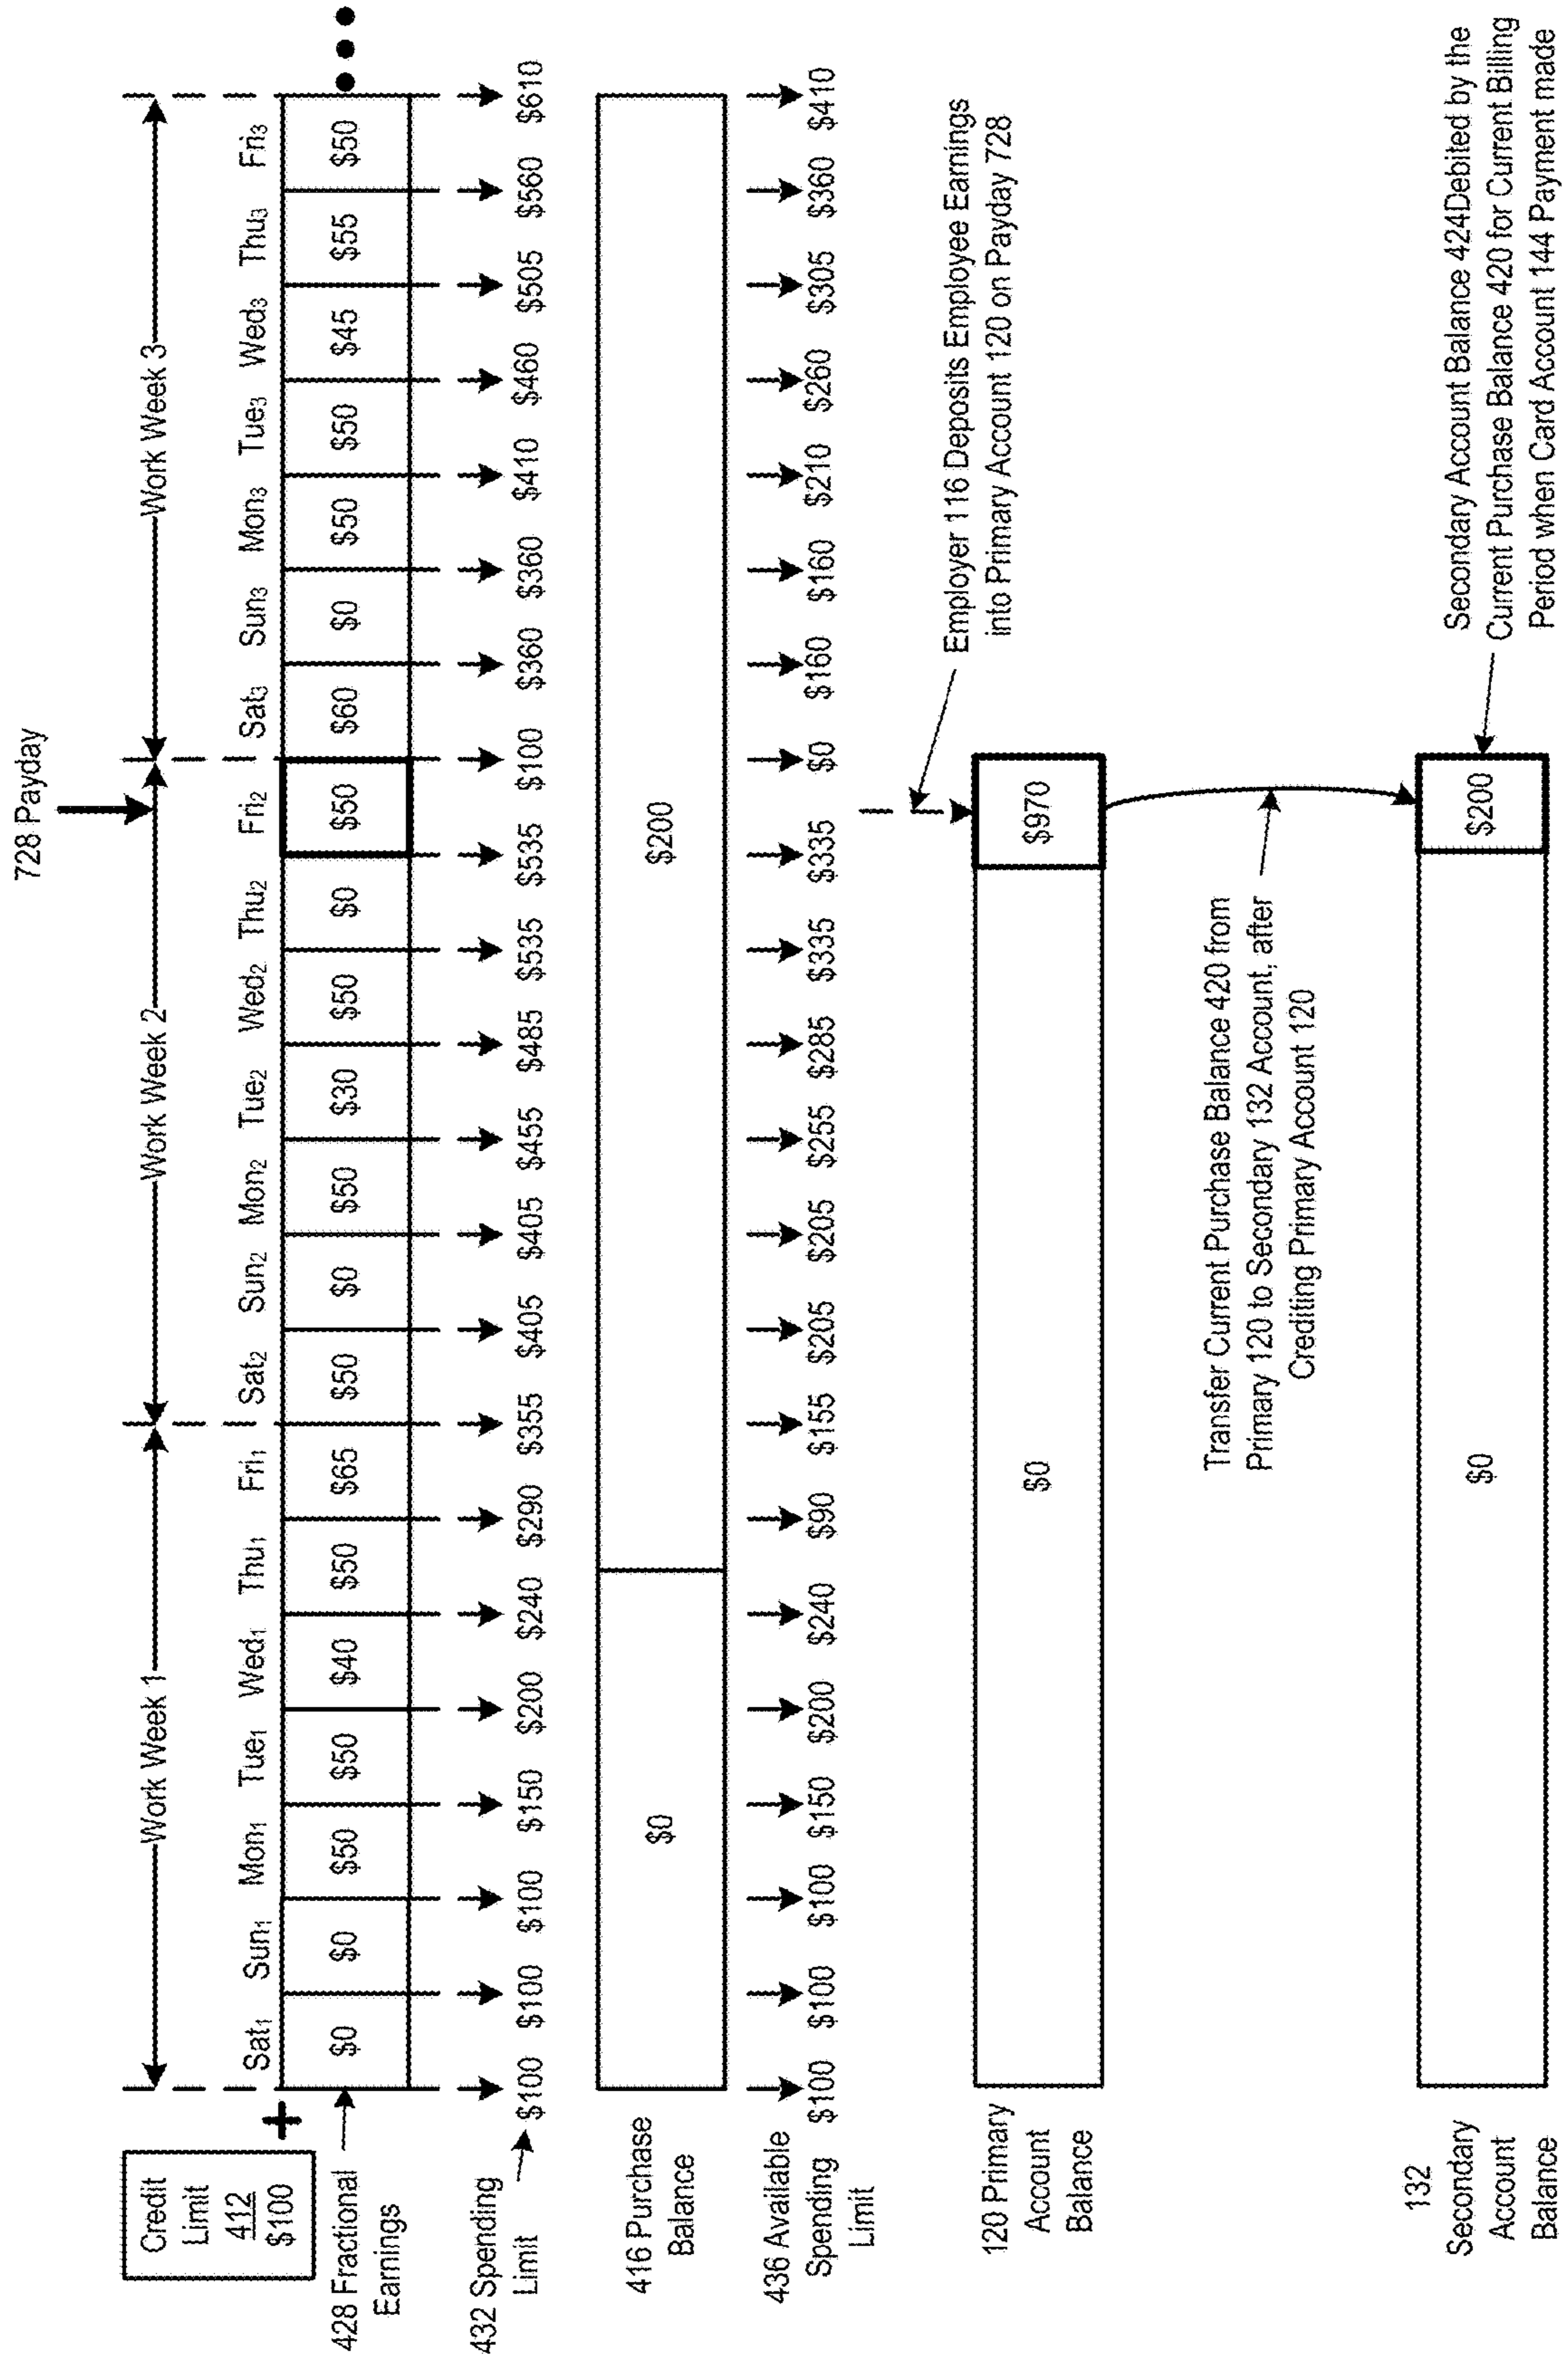 728 Payday
Work Week 1
Work Week 2
Work Week 3
Credit
Limit
412
$100
+
Sat1 Sun1 Mon1 Tue1 Wed1 Thu1 Fri1 Sat2 Sun2 Mon2 Tue2 Wed2 Thu2 Fri2 Sat3 Sun3 Mon3 Tue3 Wed3 Thu3 Fri3
428 Fractional
Earnings
$0 $0 $50 $50 $40 $50 $65 $50 $0 $50 $30 $50 $0 $50 $60 $0 $50 $50 $45 $55 $50
432 Spending
Limit
$100 $100 $100 $150 $200 $240 $290 $355 $405 $405 $455 $485 $535 $535 $100 $360 $360 $410 $460 $505 $560 $610
416 Purchase
Balance
$0 $200
436 Available
Spending
Limit
$100 $100 $100 $150 $200 $240 $90 $155 $205 $205 $255 $285 $335 $335 $0 $160 $160 $210 $260 $305 $360 $410
Employer 116 Deposits Employee Earnings
into Primary Account 120 on Payday 728
120 Primary
Account
Balance
$0 $970
Transfer Current Purchase Balance 420 from
Primary 120 to Secondary 132 Account, after
Crediting Primary Account 120
132
Secondary
Account
Balance
$0 $200
Secondary Account Balance 424Debited by the
Current Purchase Balance 420 for Current Billing
Period when Card Account 144 Payment made